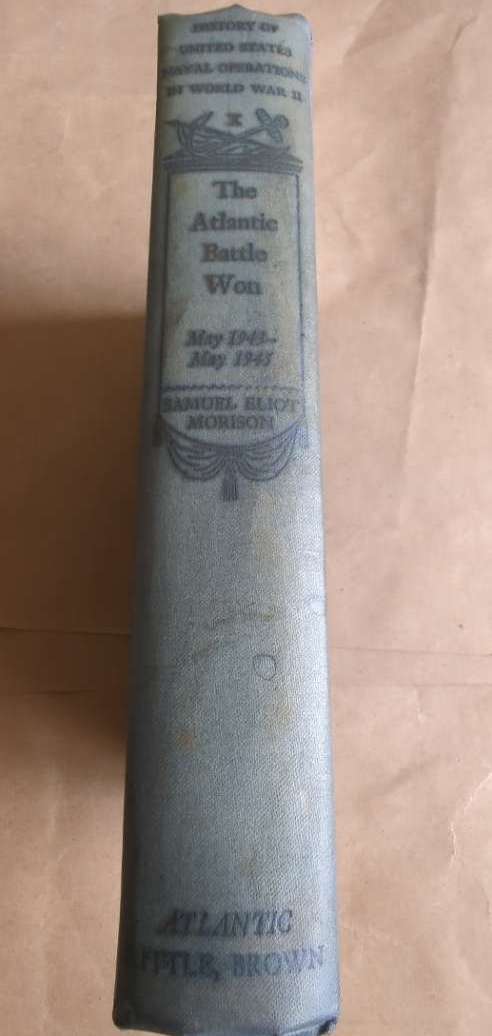 HISTORY OF
UNITED STATES
NAVAL OPERATIONS
IN WORLD WAR II
X
The
Atlantic
Battle
Won
May 1943–
May 1945
SAMUEL ELIOT
MORISON
ATLANTIC
LITTLE, BROWN